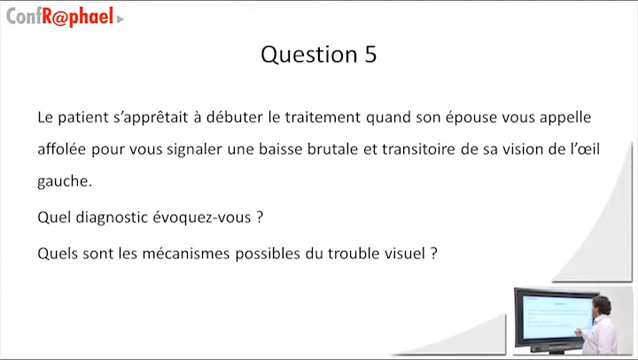 ConfR@phael
Question 5
Le patient s'apprêtait à débuter le traitement quand son épouse vous appelle
affolée pour vous signaler une baisse brutale et transitoire de sa vision de l'œil
gauche.
Quel diagnostic évoquez-vous ?
Quels sont les mécanismes possibles du trouble visuel ?